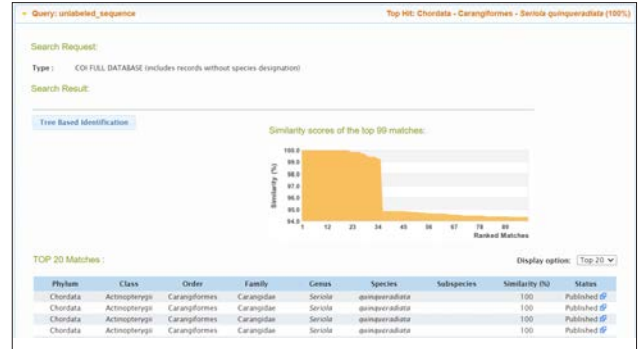 Query: unlabeled_sequence
Top Hit: Chordata - Carangiformes - Seriola quinqueradiata (100%)
Search Request:
Type : COI FULL DATABASE (includes records without species designation)
Search Result:
Tree Based Identification
Similarity scores of the top 99 matches:
Similarity (%)
100.0
99.0
98.0
97.0
96.0
95.0
94.0
1 12 23 34 45 56 67 78 89
Ranked Matches
TOP 20 Matches :
Display option: Top 20
Phylum Class Order Family Genus Species Subspecies Similarity (%) Status
Chordata Actinopterygii Carangiformes Carangidae Seriola quinqueradiata 100 Published
Chordata Actinopterygii Carangiformes Carangidae Seriola quinqueradiata 100 Published
Chordata Actinopterygii Carangiformes Carangidae Seriola quinqueradiata 100 Published
Chordata Actinopterygii Carangiformes Carangidae Seriola quinqueradiata 100 Published